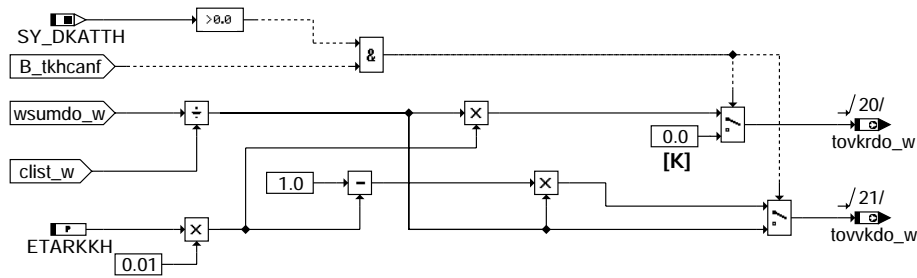 >0.0
SY_DKATTH
B_tkhcanf
&
wsumdo_w
÷
×
0.0
[K]
/20/
tovkrdo_w
clist_w
1.0
−
×
/21/
tovvkdo_w
P
ETARKKH
×
0.01